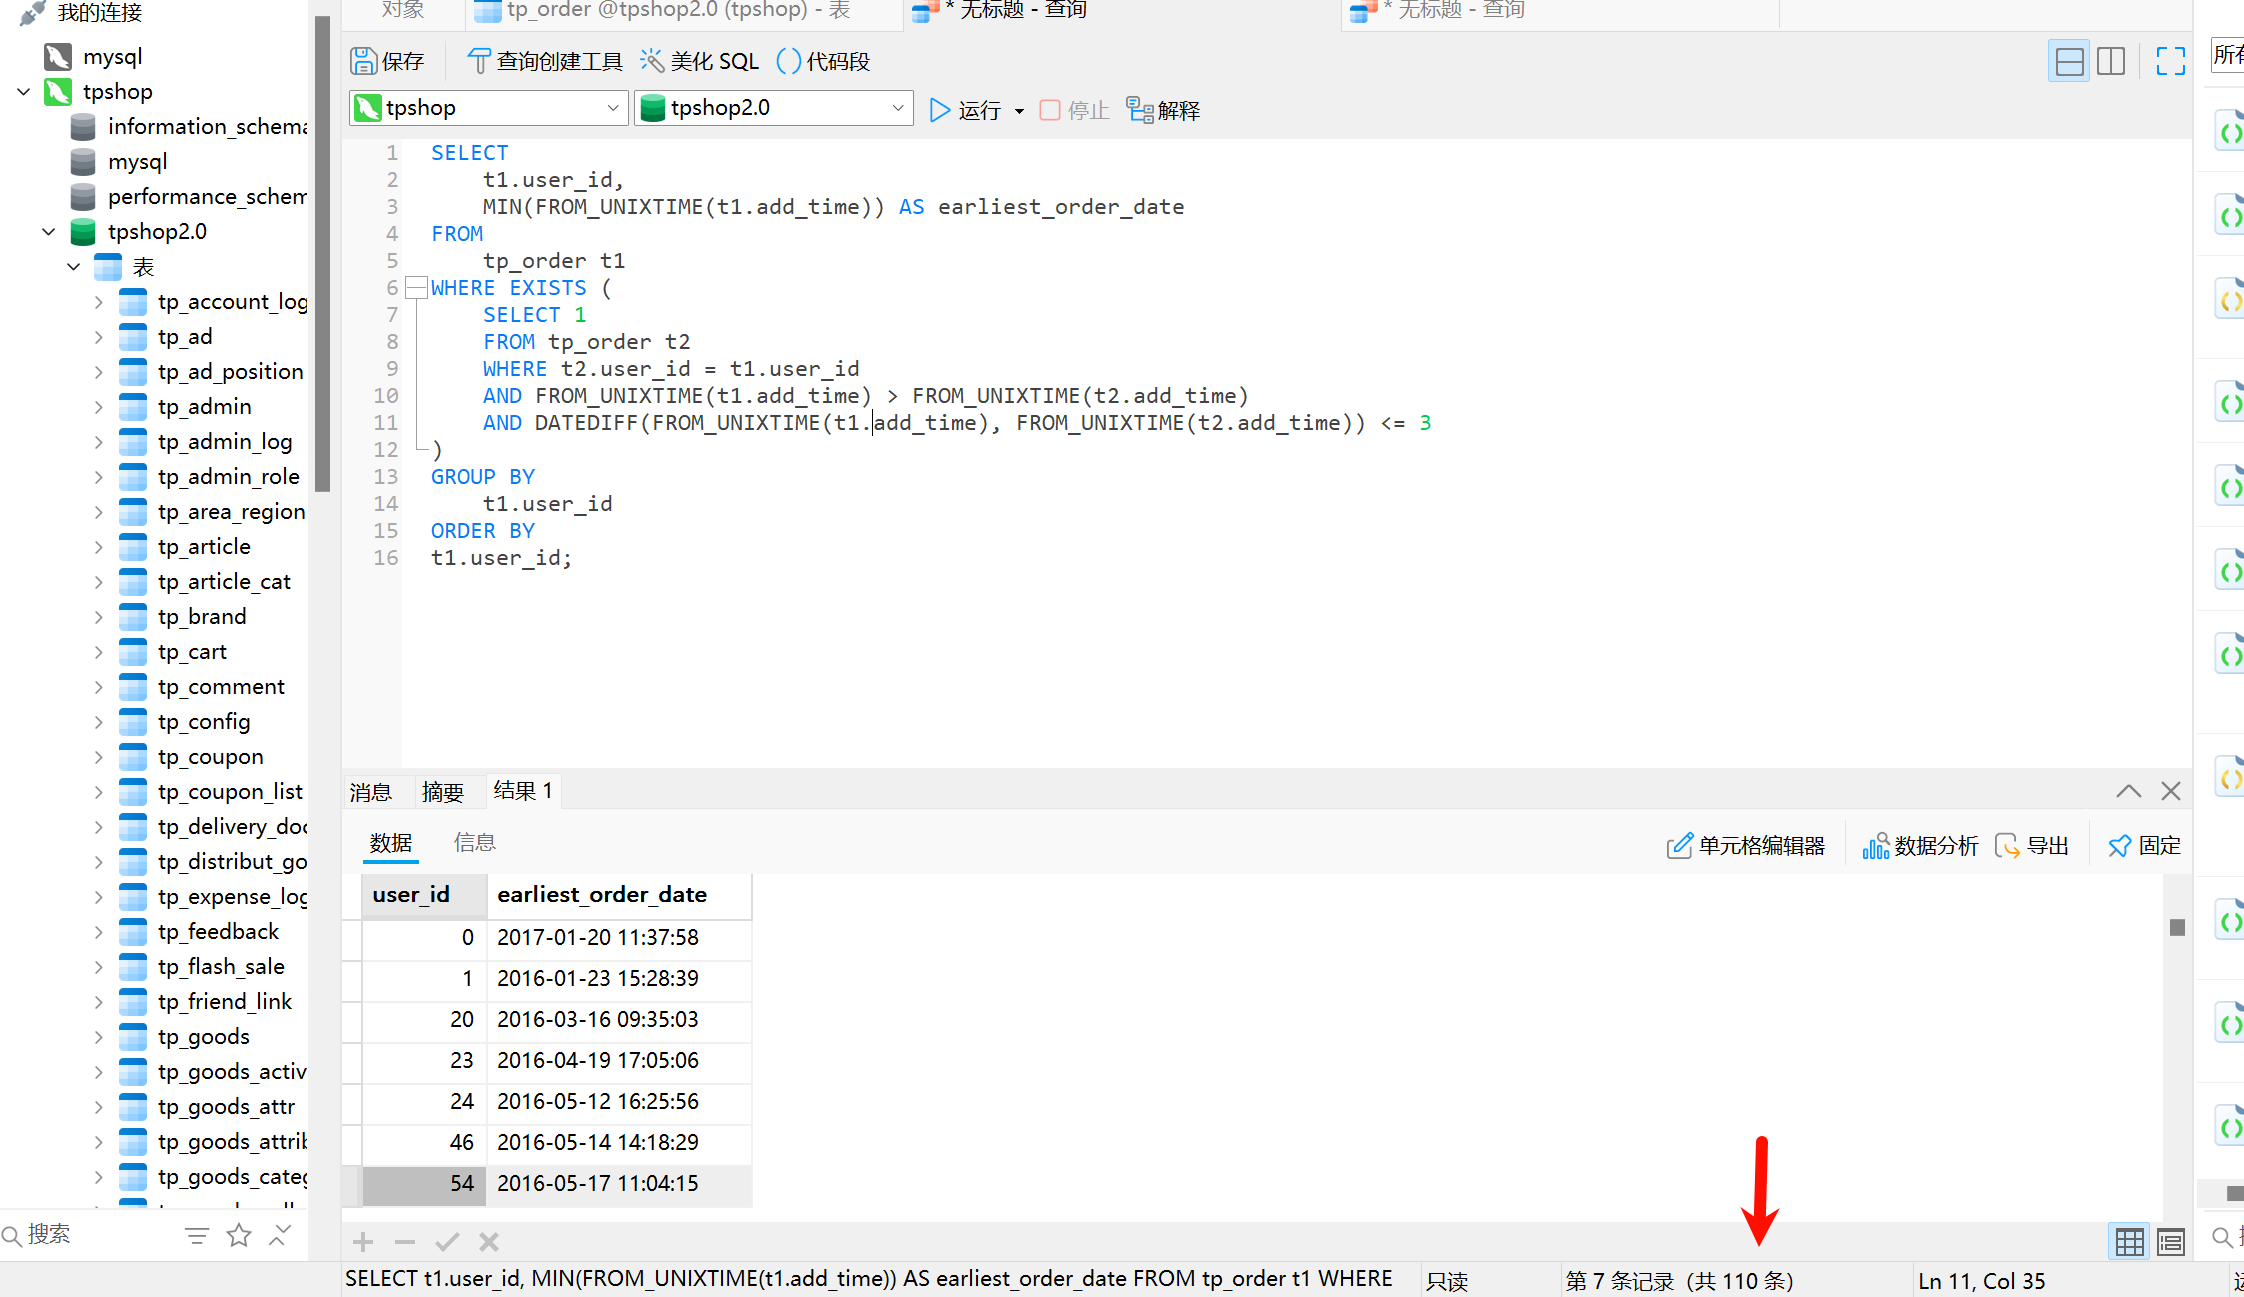 我的连接
mysql
tpshop
information_schema
mysql
performance_schem
tpshop2.0
表
tp_account_log
tp_ad
tp_ad_position
tp_admin
tp_admin_log
tp_admin_role
tp_area_region
tp_article
tp_article_cat
tp_brand
tp_cart
tp_comment
tp_config
tp_coupon
tp_coupon_list
tp_delivery_doc
tp_distribut_go
tp_expense_log
tp_feedback
tp_flash_sale
tp_friend_link
tp_goods
tp_goods_activ
tp_goods_attr
tp_goods_attrib
tp_goods_categ
搜索
对象
tp_order @tpshop2.0 (tpshop) - 表
* 无标题 - 查询
* 无标题 - 查询
保存 查询创建工具 美化 SQL 代码段
tpshop tpshop2.0 运行 停止 解释
1 SELECT
2 t1.user_id,
3 MIN(FROM_UNIXTIME(t1.add_time)) AS earliest_order_date
4 FROM
5 tp_order t1
6 WHERE EXISTS (
7 SELECT 1
8 FROM tp_order t2
9 WHERE t2.user_id = t1.user_id
10 AND FROM_UNIXTIME(t1.add_time) > FROM_UNIXTIME(t2.add_time)
11 AND DATEDIFF(FROM_UNIXTIME(t1.add_time), FROM_UNIXTIME(t2.add_time)) <= 3
12 )
13 GROUP BY
14 t1.user_id
15 ORDER BY
16 t1.user_id;
消息 摘要 结果 1
数据 信息 单元格编辑器 数据分析 导出 固定
user_id earliest_order_date
0 2017-01-20 11:37:58
1 2016-01-23 15:28:39
20 2016-03-16 09:35:03
23 2016-04-19 17:05:06
24 2016-05-12 16:25:56
46 2016-05-14 14:18:29
54 2016-05-17 11:04:15
SELECT t1.user_id, MIN(FROM_UNIXTIME(t1.add_time)) AS earliest_order_date FROM tp_order t1 WHERE 只读 第 7 条记录 (共 110 条) Ln 11, Col 35
所有